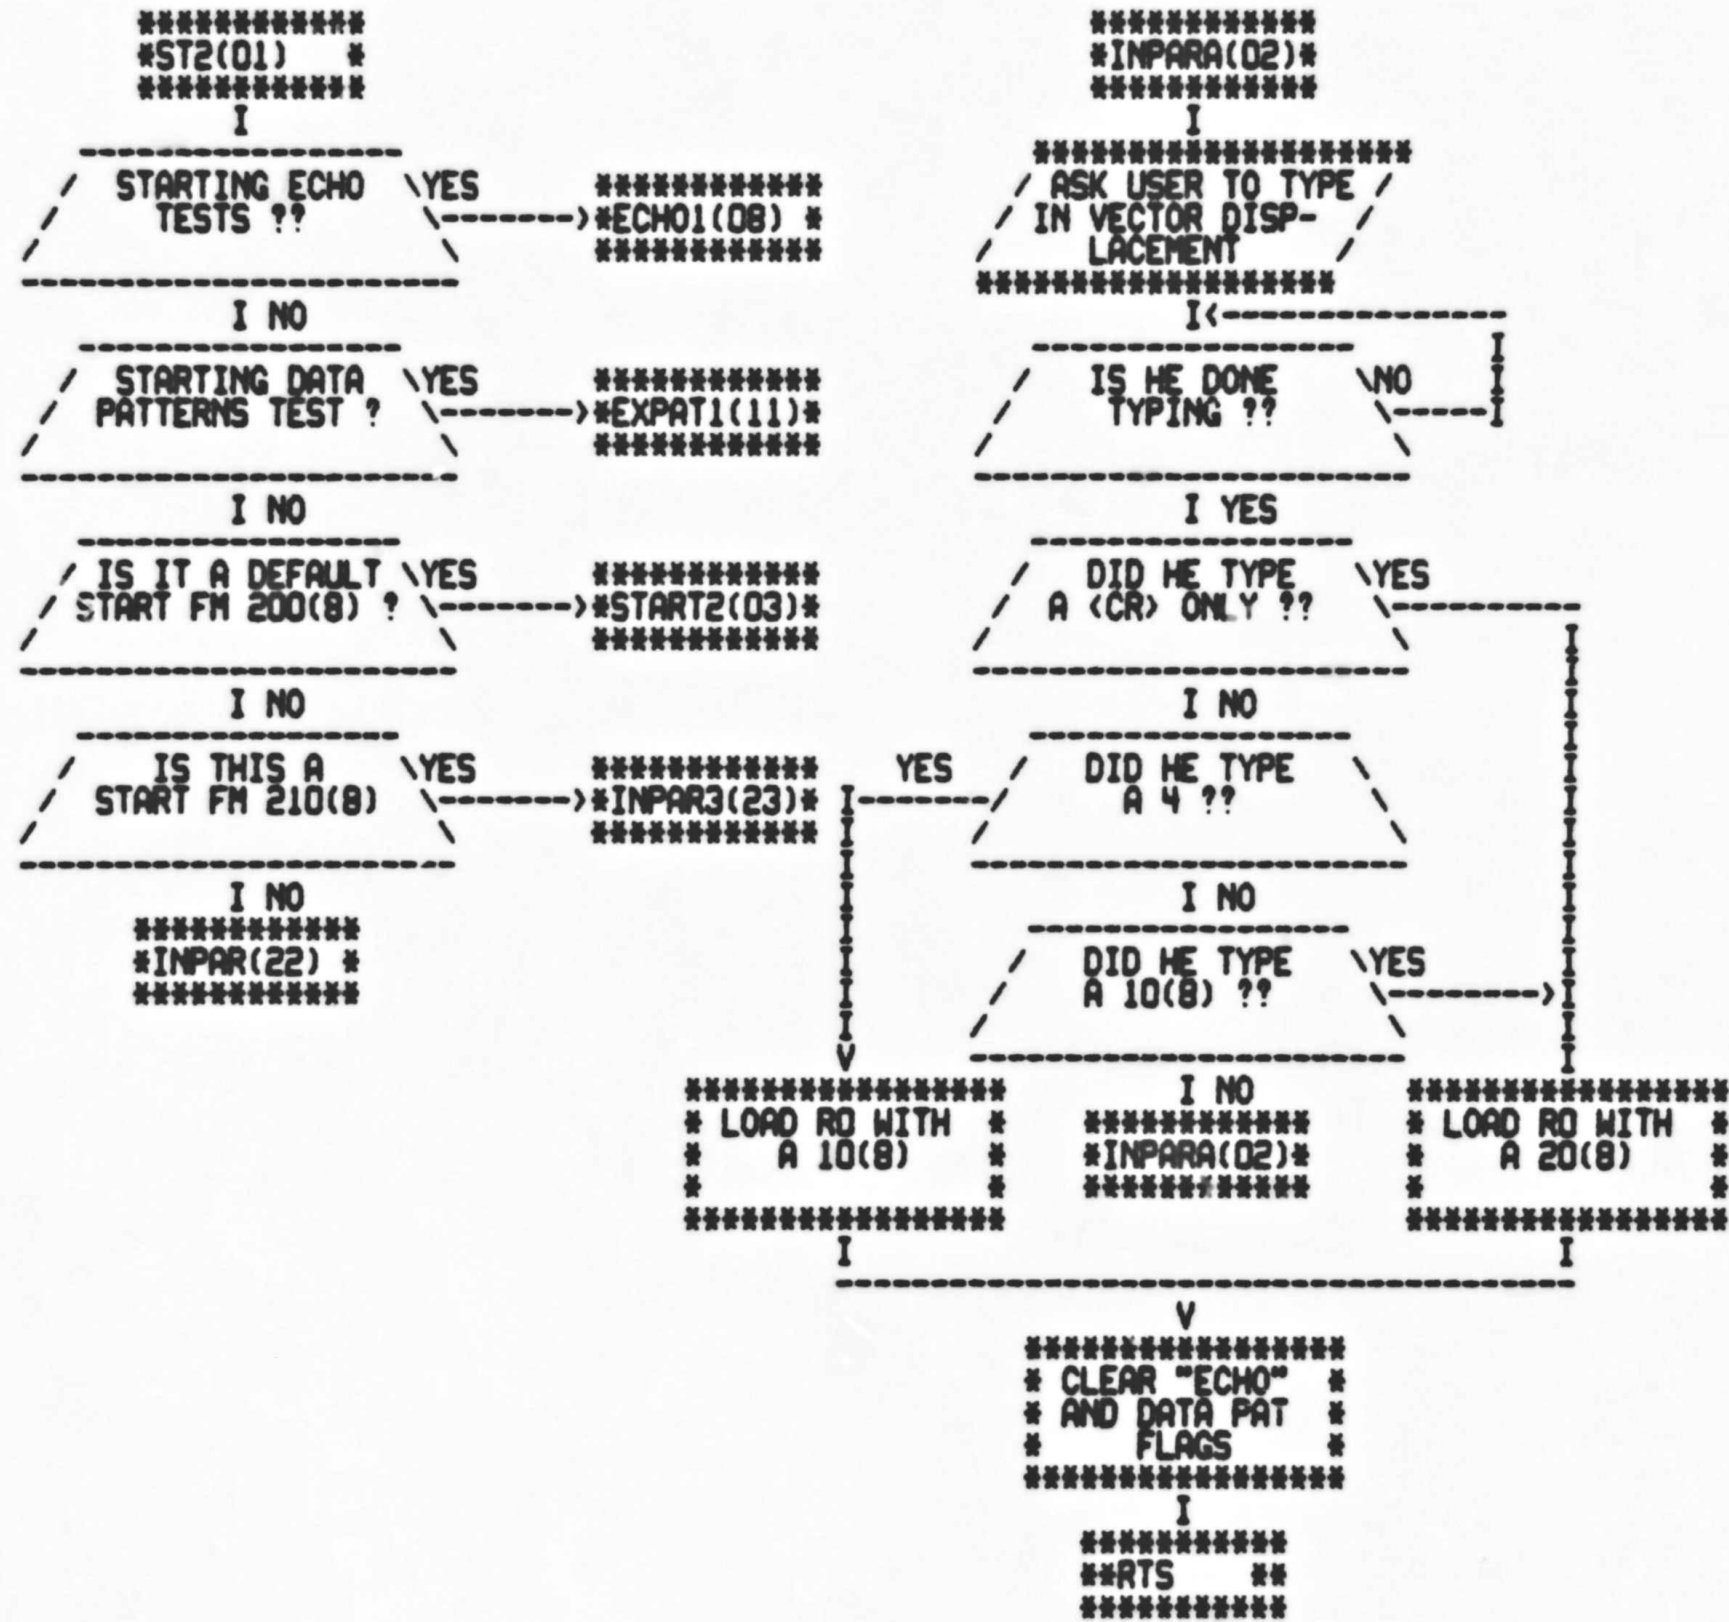 ST2(01)
STARTING ECHO
TESTS ??
YES
ECHO1(08)
NO
STARTING DATA
PATTERNS TEST ?
YES
EXPAT1(11)
NO
IS IT A DEFAULT
START FM 200(8) ?
YES
START2(03)
NO
IS THIS A
START FM 210(8)
YES
INPAR3(23)
NO
INPAR(22)
INPARA(02)
ASK USER TO TYPE
IN VECTOR DISP-
LACEMENT
IS HE DONE
TYPING ??
NO
YES
DID HE TYPE
A <CR> ONLY ??
YES
NO
DID HE TYPE
A 4 ??
YES
NO
DID HE TYPE
A 10(8) ??
YES
NO
INPARA(02)
LOAD R0 WITH
A 10(8)
LOAD R0 WITH
A 20(8)
CLEAR "ECHO"
AND DATA PAT
FLAGS
RTS